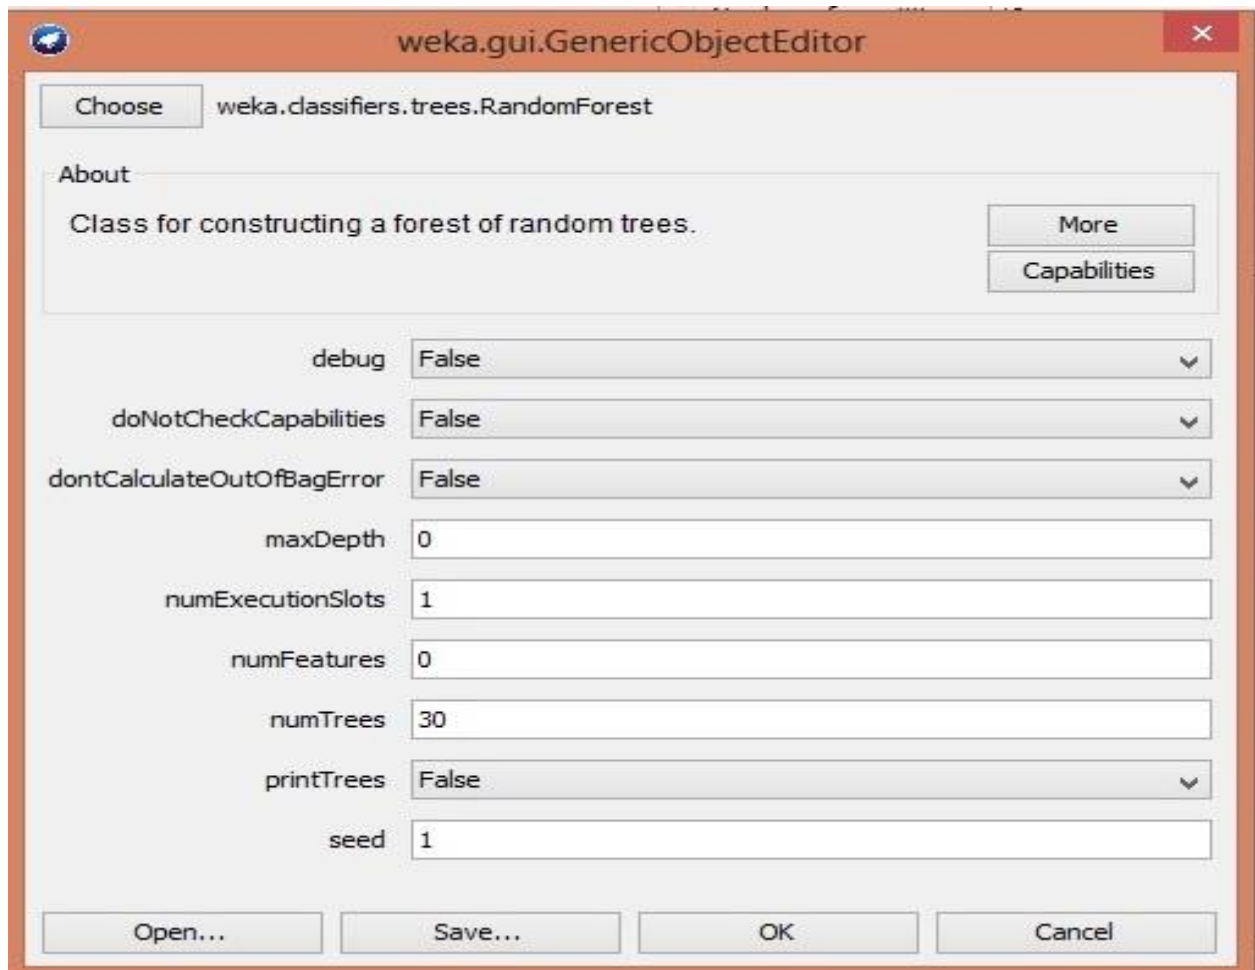 weka.gui.GenericObjectEditor
Choose weka.classifiers.trees.RandomForest
About
Class for constructing a forest of random trees.
More
Capabilities
debug False
doNotCheckCapabilities False
dontCalculateOutOfBagError False
maxDepth 0
numExecutionSlots 1
numFeatures 0
numTrees 30
printTrees False
seed 1
Open... Save... OK Cancel